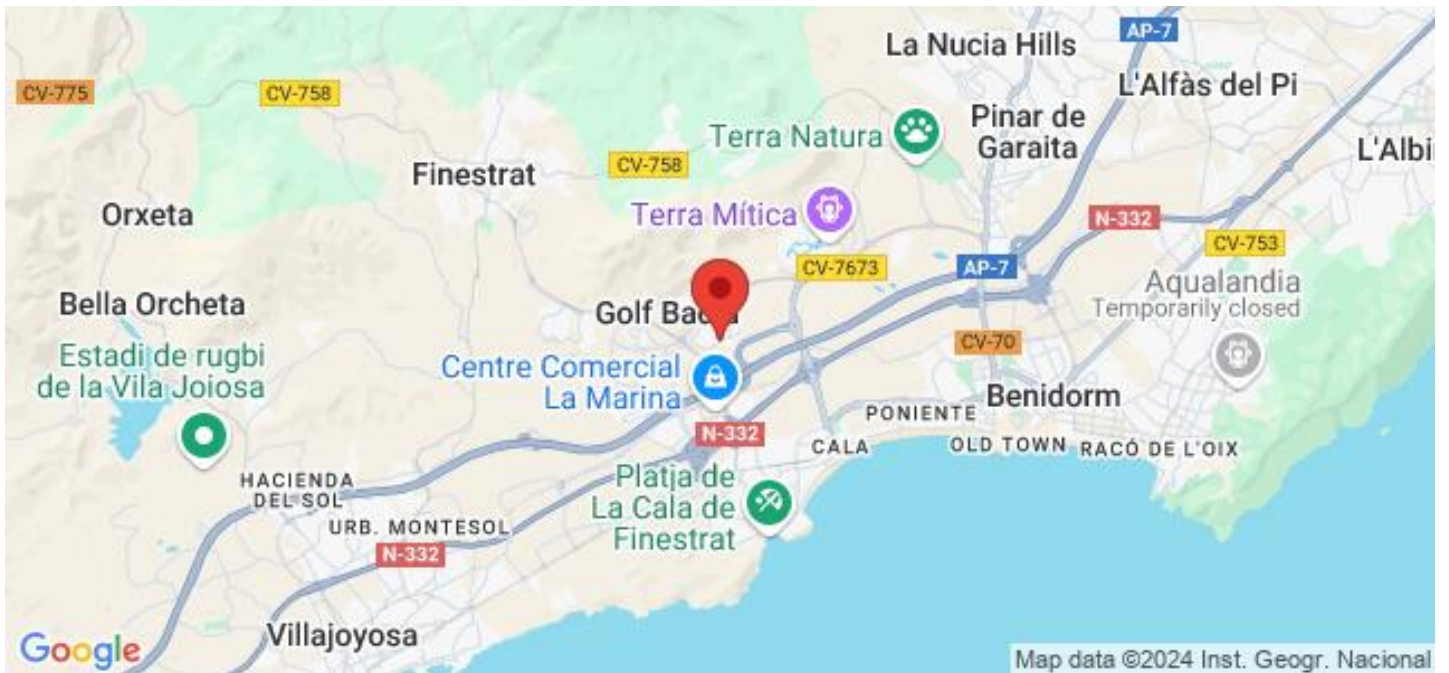 AP-7
La Nucia Hills
L'Alfàs del Pi
CV-775
CV-758
Pinar de
Garaita
Terra Natura
L'Albi
CV-758
Finestrat
Orxeta
Terra Mítica
N-332
CV-753
CV-7673
AP-7
Aqualandia
Temporarily closed
Bella Orcheta
Golf
CV-70
Estadi de rugbi
de la Vila Joiosa
Centre Comercial
La Marina
Benidorm
PONIENTE
N-332
CALA
OLD TOWN
RACÓ DE L'OIX
HACIENDA
DEL SOL
Platja de
La Cala de
Finestrat
URB. MONTESOL
N-332
Villajoyosa
Google
Map data ©2024 Inst. Geogr. Nacional